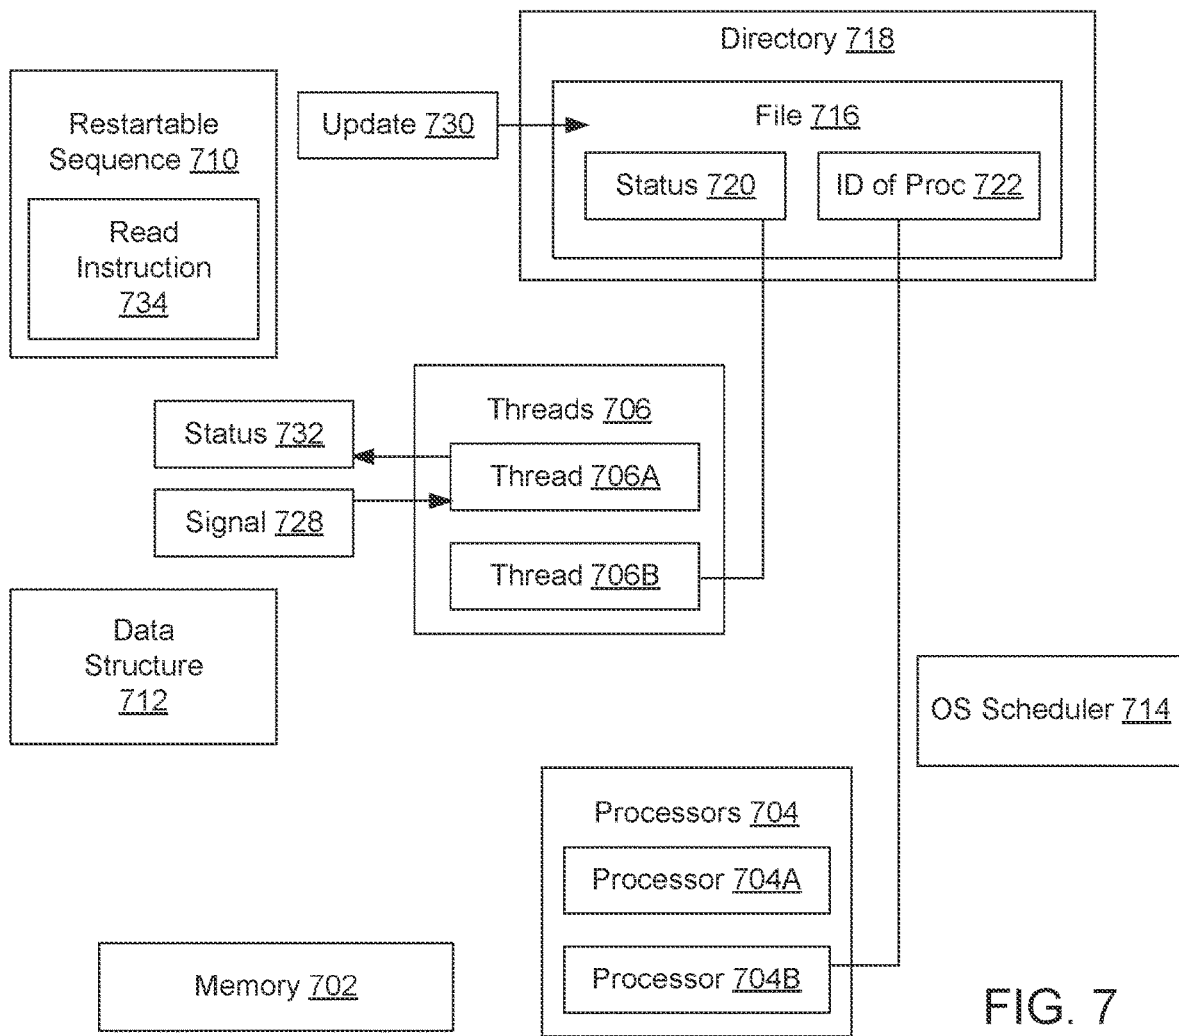 Directory 718
File 716
Status 720
ID of Proc 722
Update 730
Restartable
Sequence 710
Read
Instruction
734
Threads 706
Thread 706A
Thread 706B
Status 732
Signal 728
Data
Structure
712
OS Scheduler 714
Processors 704
Processor 704A
Processor 704B
Memory 702
FIG. 7